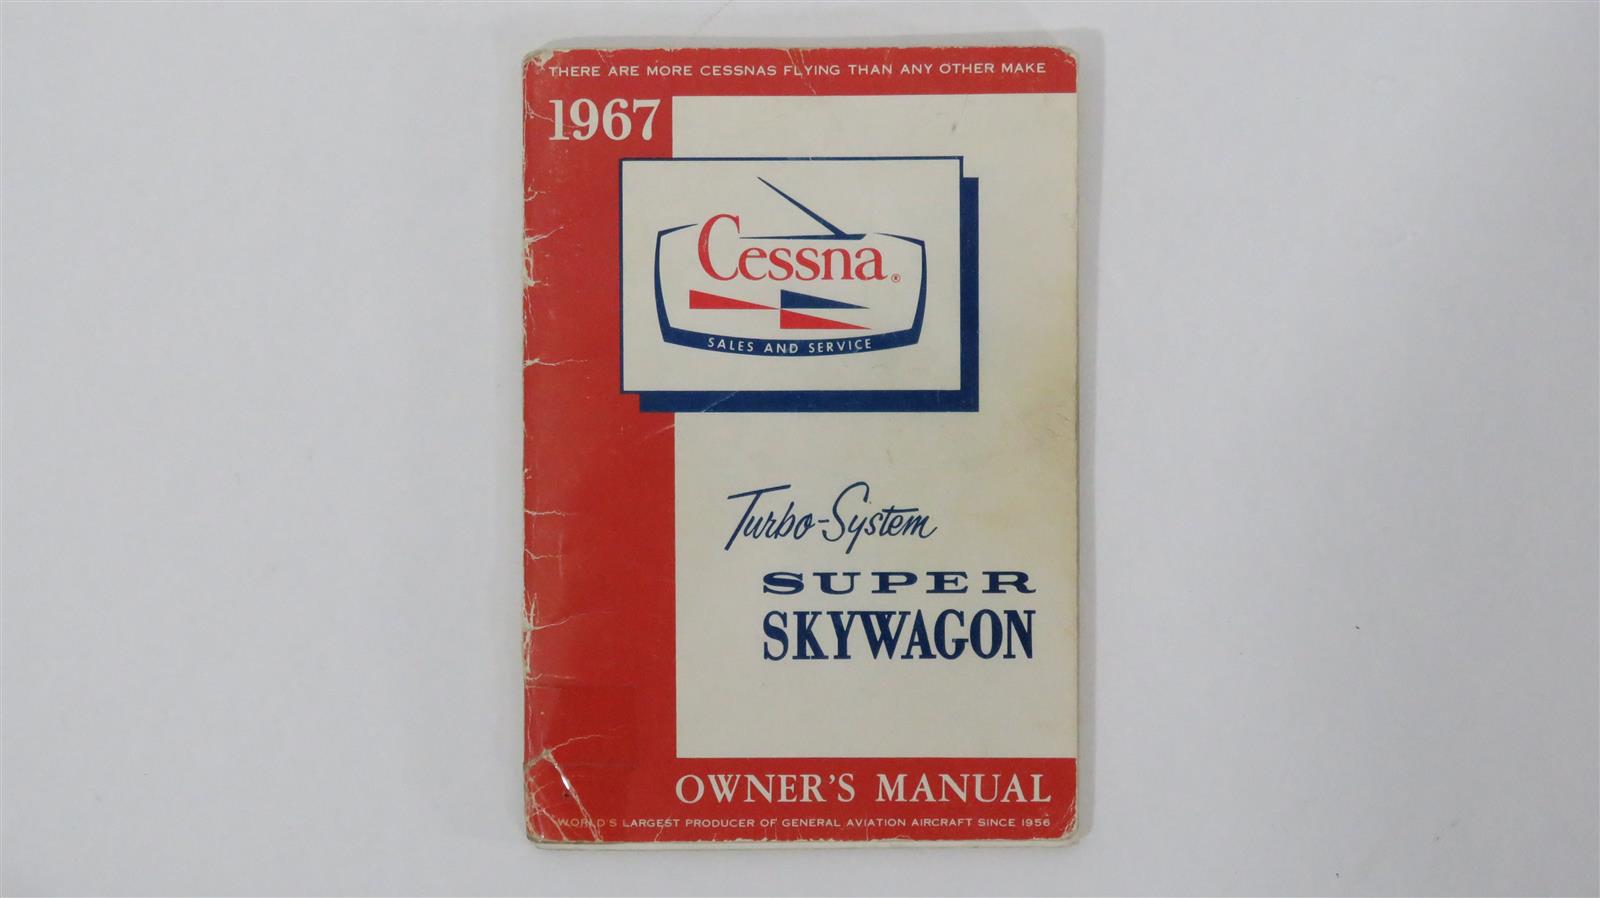 THERE ARE MORE CESSNAS FLYING THAN ANY OTHER MAKE
1967
Cessna®
SALES AND SERVICE
Turbo-System
SUPER
SKYWAGON
OWNER'S MANUAL
WORLD'S LARGEST PRODUCER OF GENERAL AVIATION AIRCRAFT SINCE 1956